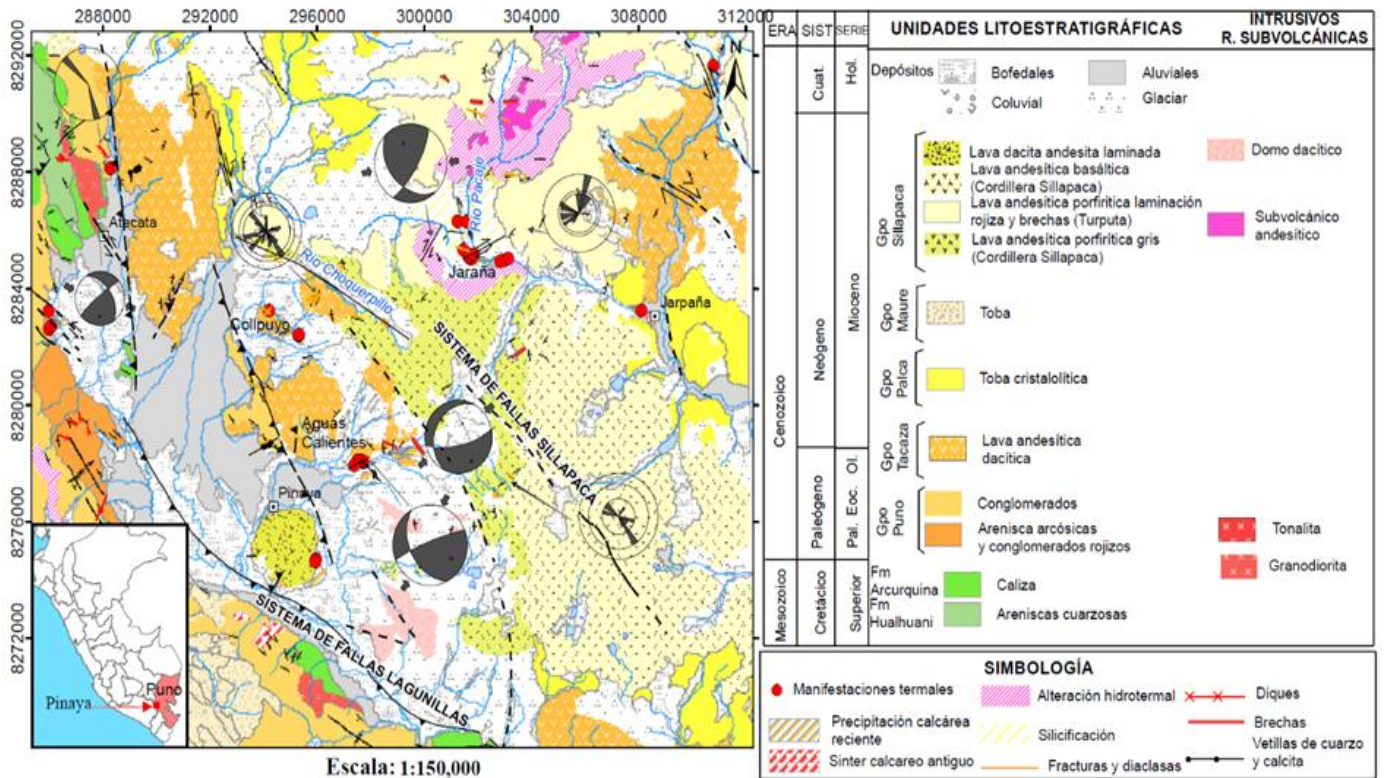 288000 292000 296000 300000 304000 308000 312000
8292000
8288000
8284000
8280000
8276000
8272000
N
Atecata
Río Pacaje
Jaraña
Río Choquerpillo
Jarpaña
Colipuyo
SISTEMA DE FALLAS SILLAPACA
Aguas
Calientes
Pinaya
SISTEMA DE FALLAS LAGUNILLAS
Puno
Pinaya
Escala: 1:150,000
ERA SIST SERIE UNIDADES LITOESTRATIGRÁFICAS INTRUSIVOS
R. SUBVOLCÁNICAS
Cenozoico
Mesozoico
Cuat.
Neógeno
Paleógeno
Cretácico
Hol.
Mioceno
Ol.
Eoc.
Pal.
Superior
Depósitos Bofedales Aluviales
Coluvial Glaciar
Gpo
Sillapaca
Lava dacita andesita laminada
Lava andesítica basáltica
(Cordillera Sillapaca)
Lava andesítica porfirítica laminación
rojiza y brechas (Turputa)
Lava andesítica porfirítica gris
(Cordillera Sillapaca)
Domo dacítico
Subvolcánico
andesítico
Gpo
Maure
Toba
Gpo
Palca
Toba cristalolítica
Gpo
Tacaza
Lava andesítica
dacítica
Gpo
Puno
Conglomerados
Arenisca arcósicas
y conglomerados rojizos
Tonalita
Granodiorita
Fm
Arcurquina
Caliza
Fm
Hualhuani
Areniscas cuarzosas
SIMBOLOGÍA
Manifestaciones termales Alteración hidrotermal Diques
Precipitación calcárea
reciente
Silicificación
Brechas
Sinter calcareo antiguo
Fracturas y diaclasas
Vetillas de cuarzo
y calcita